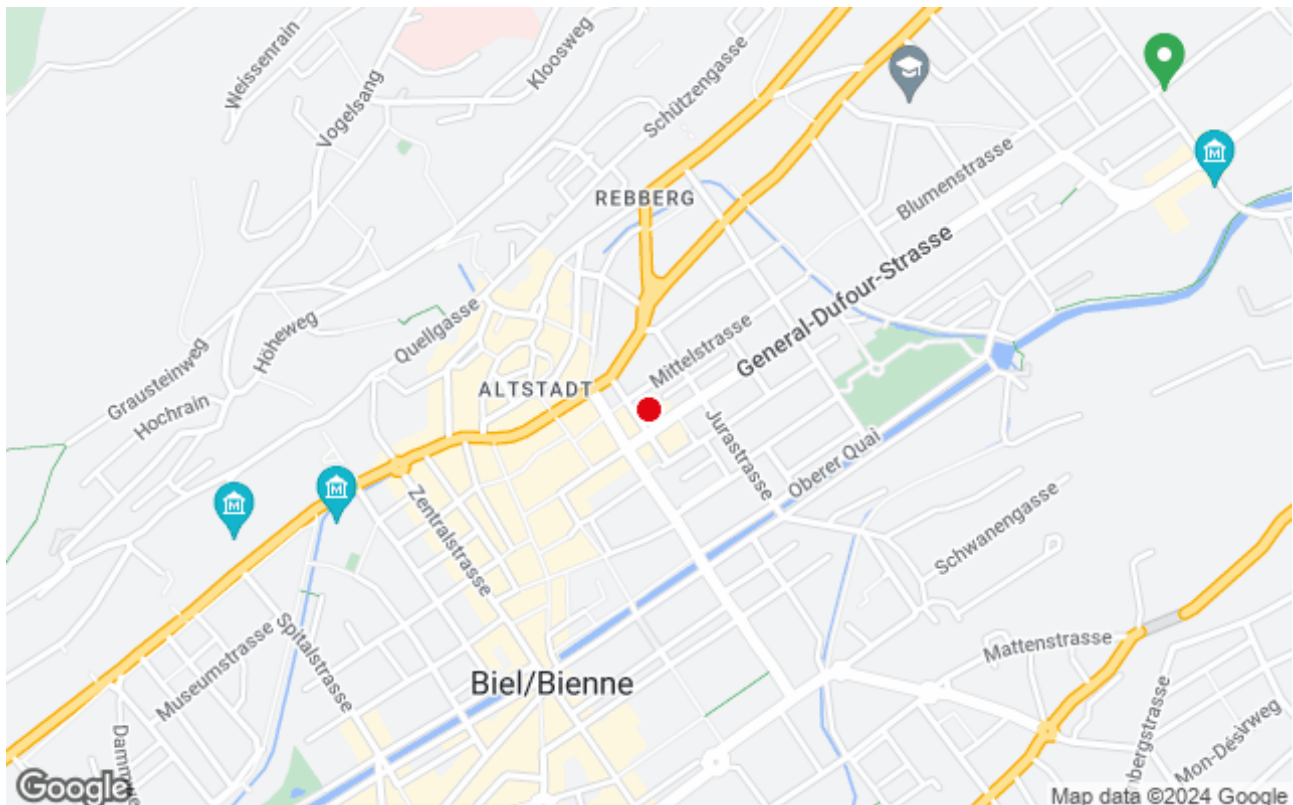 Weissenrain
Kloosweg
Vogelsang
Schützengasse
REBBERG
Blumenstrasse
General-Dufour-Strasse
Quellgasse
Höheweg
Grausteinweg
Hochrain
ALTSTADT
Mittelstrasse
Jurastrasse
Oberer Quai
Zentralstrasse
Schwanengasse
Mattenstrasse
Museumstrasse
Spitalstrasse
Biel/Bienne
Mon-Désirweg
Google
Map data ©2024 Google